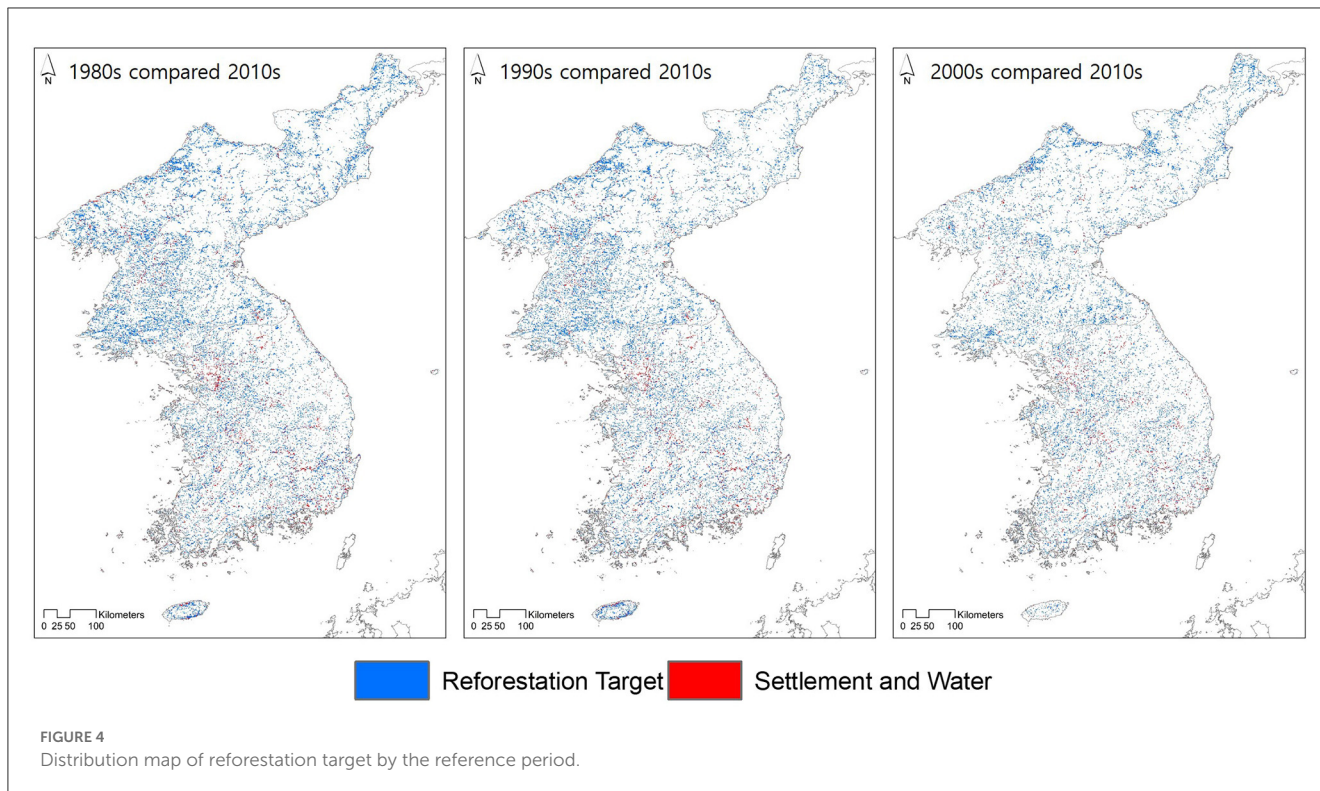 N
1980s compared 2010s
Kilometers
0 25 50 100
N
1990s compared 2010s
Kilometers
0 25 50 100
N
2000s compared 2010s
Kilometers
0 25 50 100
Reforestation Target
Settlement and Water
FIGURE 4
Distribution map of reforestation target by the reference period.